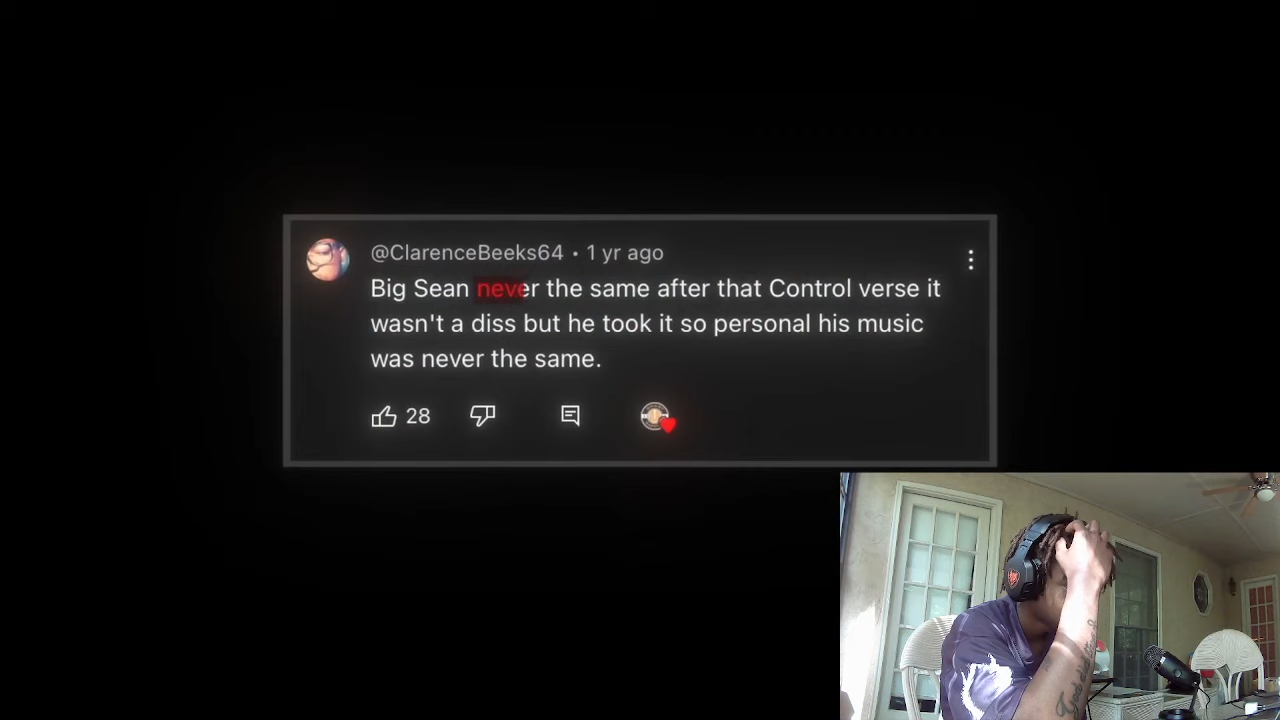 @ClarenceBeeks64 • 1 yr ago
Big Sean never the same after that Control verse it
wasn't a diss but he took it so personal his music
was never the same.
28